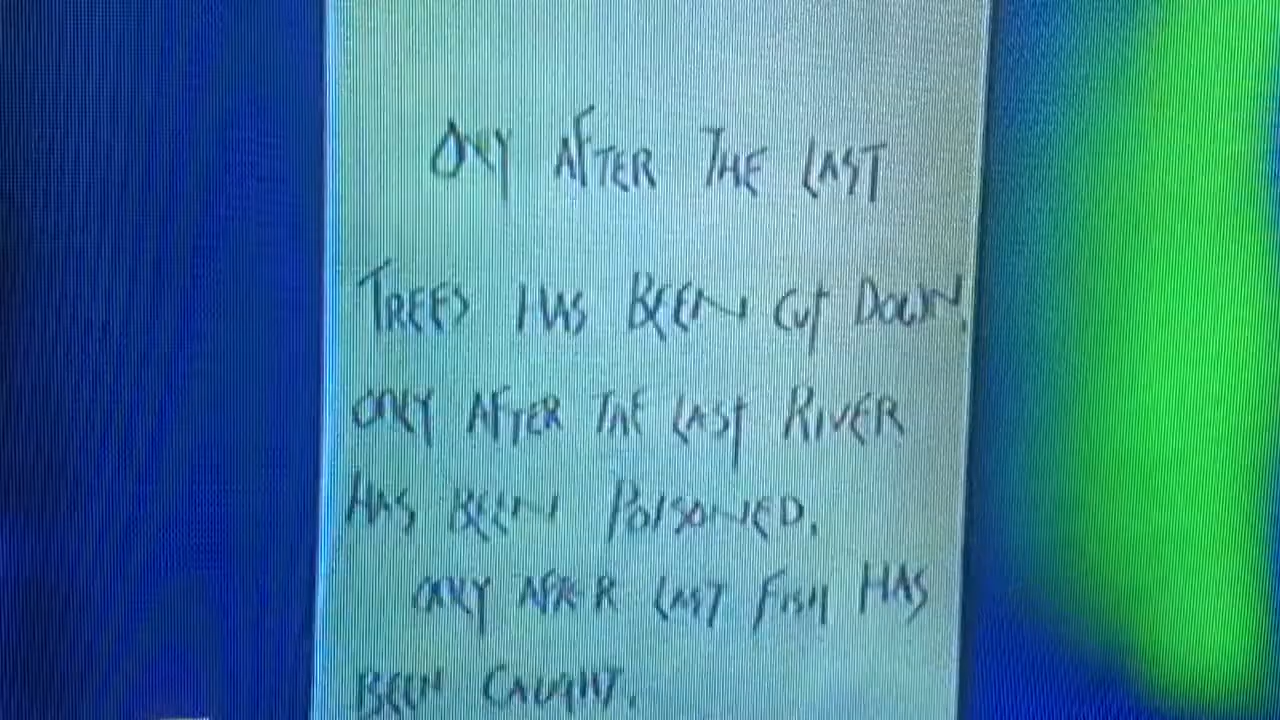 ONLY AFTER THE LAST
TREES HAS BEEN CUT DOWN.
ONLY AFTER THE LAST RIVER
HAS BEEN POISONED.
ONLY AFTER LAST FISH HAS
BEEN CAUGHT.